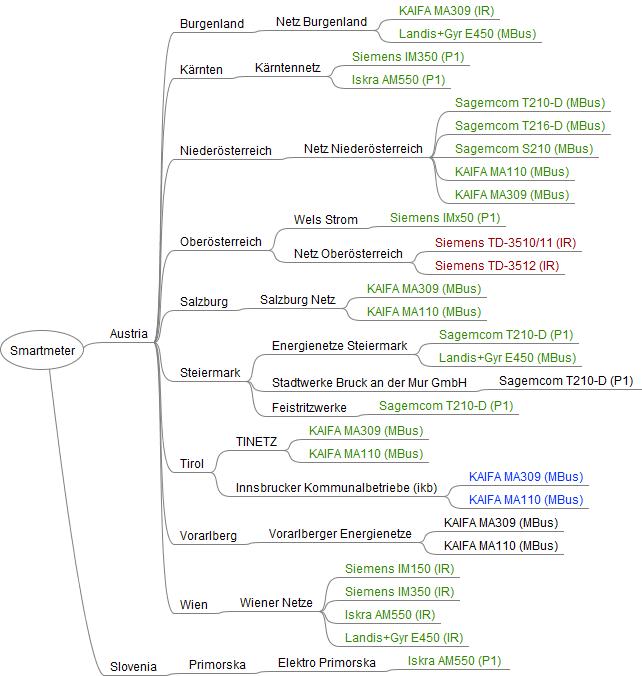 Smartmeter
Austria
Burgenland
Netz Burgenland
KAIFA MA309 (IR)
Landis+Gyr E450 (MBus)
Kärnten
Kärntennetz
Siemens IM350 (P1)
Iskra AM550 (P1)
Niederösterreich
Netz Niederösterreich
Sagemcom T210-D (MBus)
Sagemcom T216-D (MBus)
Sagemcom S210 (MBus)
KAIFA MA110 (MBus)
KAIFA MA309 (MBus)
Oberösterreich
Wels Strom
Siemens IMx50 (P1)
Netz Oberösterreich
Siemens TD-3510/11 (IR)
Siemens TD-3512 (IR)
Salzburg
Salzburg Netz
KAIFA MA309 (MBus)
KAIFA MA110 (MBus)
Steiermark
Energienetze Steiermark
Sagemcom T210-D (P1)
Landis+Gyr E450 (MBus)
Stadtwerke Bruck an der Mur GmbH
Sagemcom T210-D (P1)
Feistritzwerke
Sagemcom T210-D (P1)
Tirol
TINETZ
KAIFA MA309 (MBus)
KAIFA MA110 (MBus)
Innsbrucker Kommunalbetriebe (ikb)
KAIFA MA309 (MBus)
KAIFA MA110 (MBus)
Vorarlberg
Vorarlberger Energienetze
KAIFA MA309 (MBus)
KAIFA MA110 (MBus)
Wien
Wiener Netze
Siemens IM150 (IR)
Siemens IM350 (IR)
Iskra AM550 (IR)
Landis+Gyr E450 (IR)
Slovenia
Primorska
Elektro Primorska
Iskra AM550 (P1)